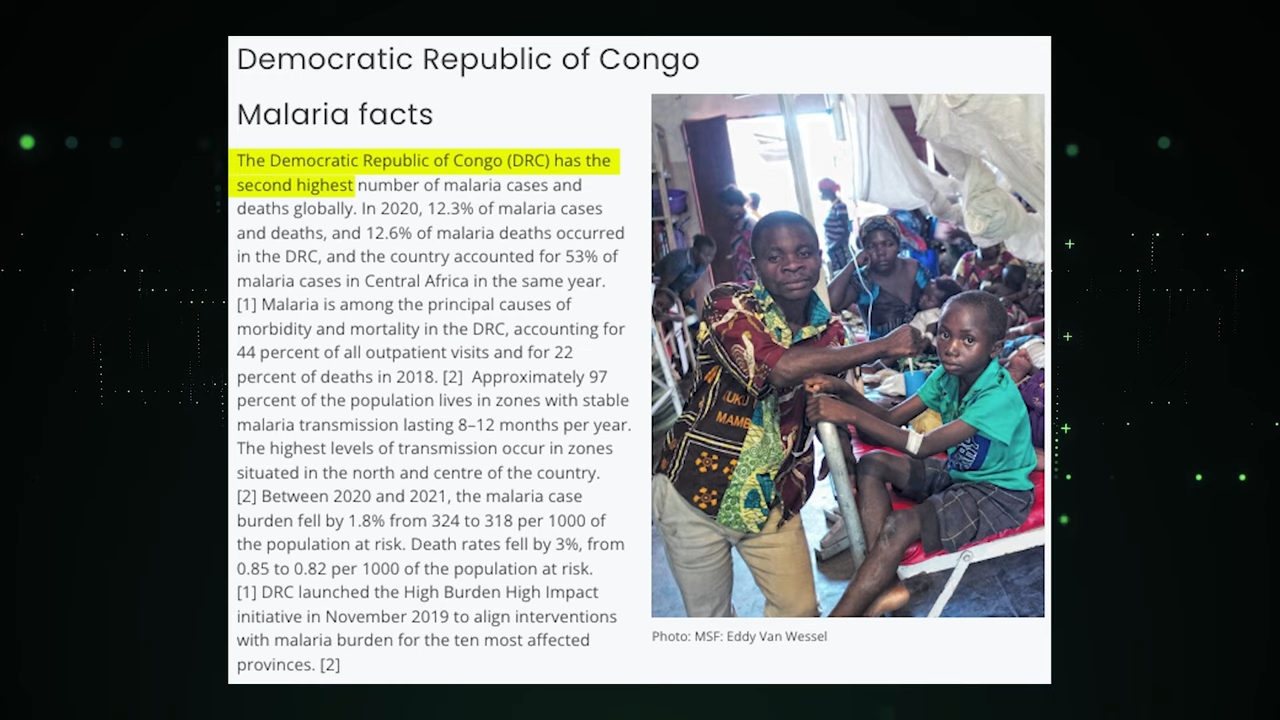 Democratic Republic of Congo
Malaria facts
The Democratic Republic of Congo (DRC) has the
second highest number of malaria cases and
deaths globally. In 2020, 12.3% of malaria cases
and deaths, and 12.6% of malaria deaths occurred
in the DRC, and the country accounted for 53% of
malaria cases in Central Africa in the same year.
[1] Malaria is among the principal causes of
morbidity and mortality in the DRC, accounting for
44 percent of all outpatient visits and for 22
percent of deaths in 2018. [2] Approximately 97
percent of the population lives in zones with stable
malaria transmission lasting 8–12 months per year.
The highest levels of transmission occur in zones
situated in the north and centre of the country.
[2] Between 2020 and 2021, the malaria case
burden fell by 1.8% from 324 to 318 per 1000 of
the population at risk. Death rates fell by 3%, from
0.85 to 0.82 per 1000 of the population at risk.
[1] DRC launched the High Burden High Impact
initiative in November 2019 to align interventions
with malaria burden for the ten most affected
provinces. [2]
KUKU
MAMB
Photo: MSF: Eddy Van Wessel